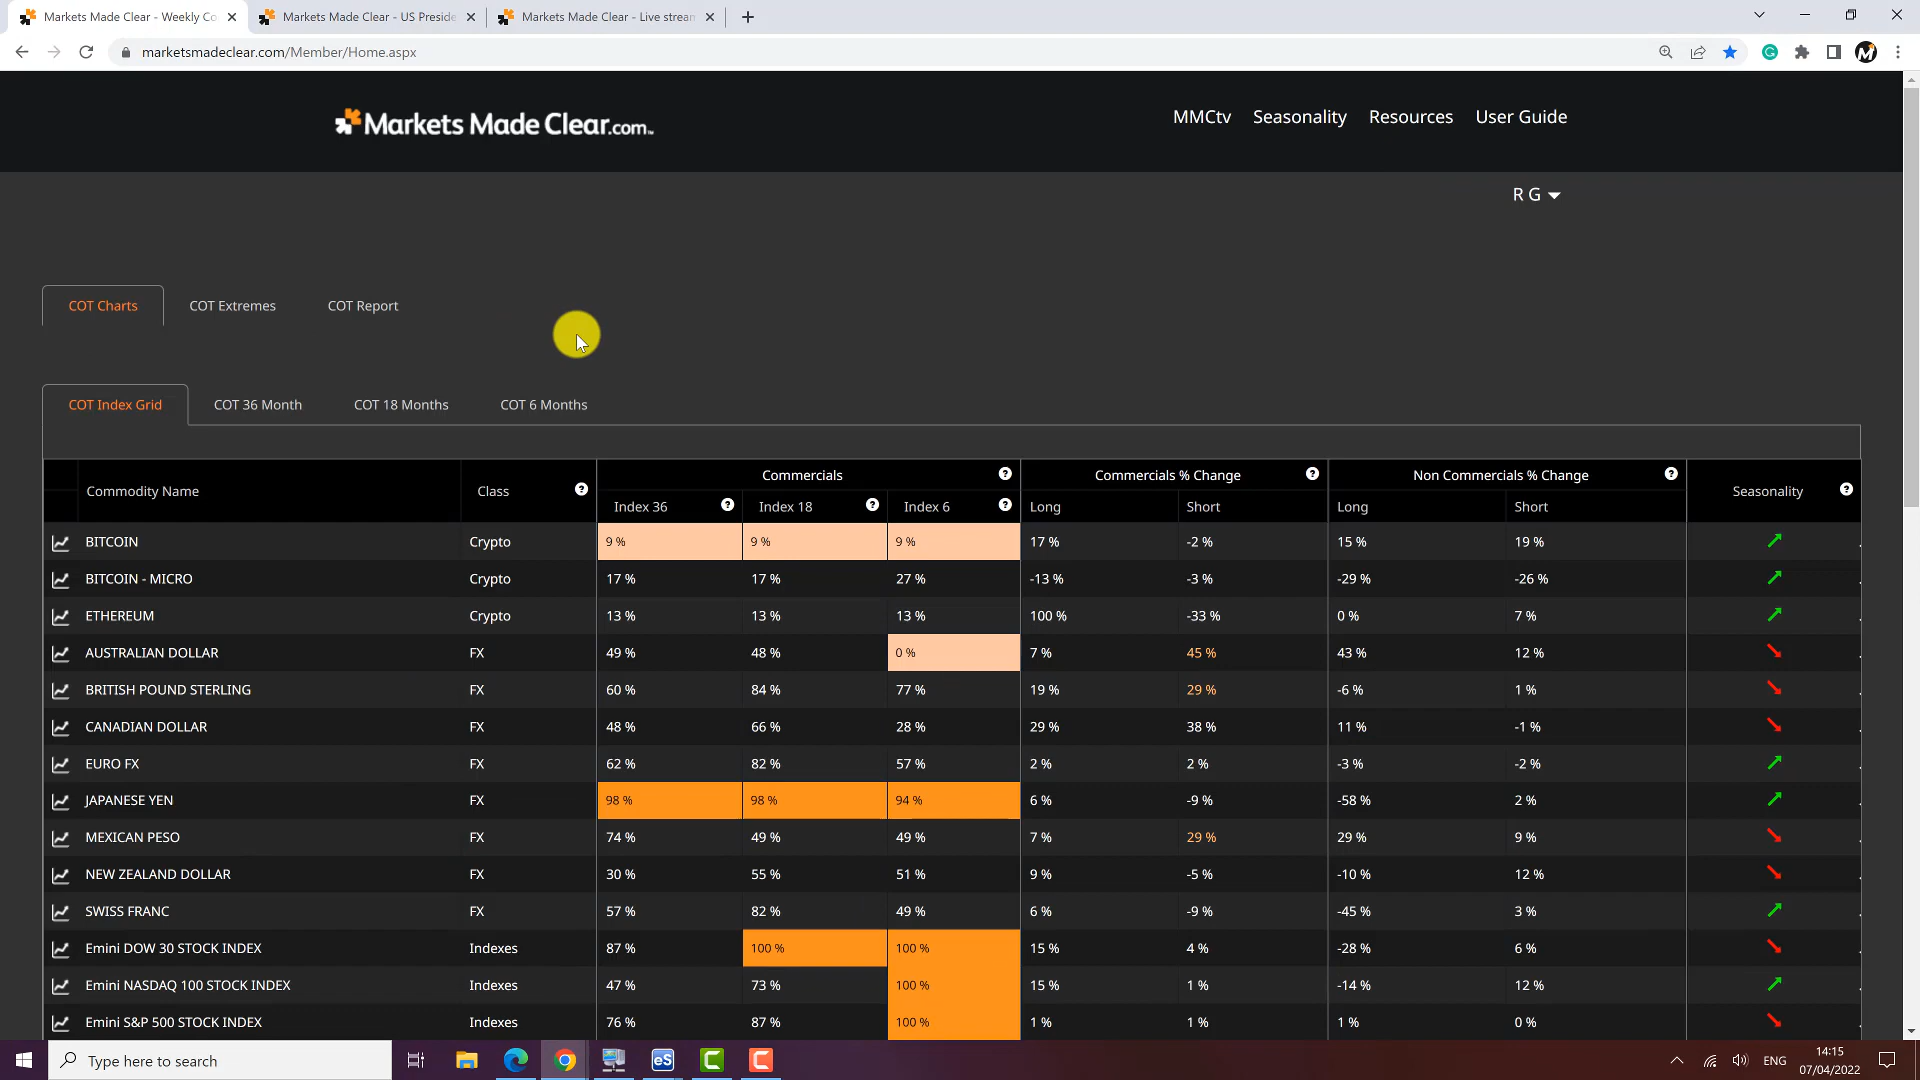 Markets Made Clear - Weekly Co
Markets Made Clear - US Preside
Markets Made Clear - Live stream
marketsmadeclear.com/Member/Home.aspx
Markets Made Clear.com™
MMCtv Seasonality Resources User Guide
R G
COT Charts COT Extremes COT Report
COT Index Grid COT 36 Month COT 18 Months COT 6 Months
Commodity Name Class Commercials Commercials % Change Non Commercials % Change Seasonality
Index 36 Index 18 Index 6 Long Short Long Short
BITCOIN Crypto 9 % 9 % 9 % 17 % -2 % 15 % 19 %
BITCOIN - MICRO Crypto 17 % 17 % 27 % -13 % -3 % -29 % -26 %
ETHEREUM Crypto 13 % 13 % 13 % 100 % -33 % 0 % 7 %
AUSTRALIAN DOLLAR FX 49 % 48 % 0 % 7 % 45 % 43 % 12 %
BRITISH POUND STERLING FX 60 % 84 % 77 % 19 % 29 % -6 % 1 %
CANADIAN DOLLAR FX 48 % 66 % 28 % 29 % 38 % 11 % -1 %
EURO FX FX 62 % 82 % 57 % 2 % 2 % -3 % -2 %
JAPANESE YEN FX 98 % 98 % 94 % 6 % -9 % -58 % 2 %
MEXICAN PESO FX 74 % 49 % 49 % 7 % 29 % 29 % 9 %
NEW ZEALAND DOLLAR FX 30 % 55 % 51 % 9 % -5 % -10 % 12 %
SWISS FRANC FX 57 % 82 % 49 % 6 % -9 % -45 % 3 %
Emini DOW 30 STOCK INDEX Indexes 87 % 100 % 100 % 15 % 4 % -28 % 6 %
Emini NASDAQ 100 STOCK INDEX Indexes 47 % 73 % 100 % 15 % 1 % -14 % 12 %
Emini S&P 500 STOCK INDEX Indexes 76 % 87 % 100 % 1 % 1 % 1 % 0 %
Type here to search
eS
ENG
14:15
07/04/2022